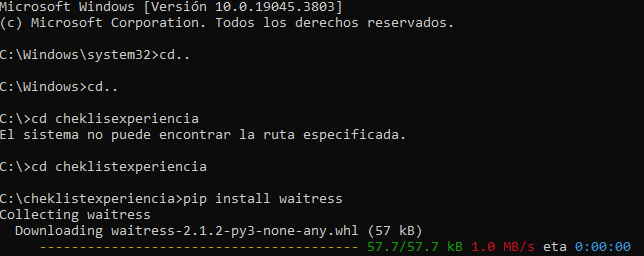 Microsoft Windows [Versión 10.0.19045.3803]
(c) Microsoft Corporation. Todos los derechos reservados.
C:\Windows\system32>cd..
C:\Windows>cd..
C:\>cd cheklisexperiencia
El sistema no puede encontrar la ruta especificada.
C:\>cd cheklistexperiencia
C:\cheklistexperiencia>pip install waitress
Collecting waitress
  Downloading waitress-2.1.2-py3-none-any.whl (57 kB)
     ---------------------------------------- 57.7/57.7 kB 1.0 MB/s eta 0:00:00